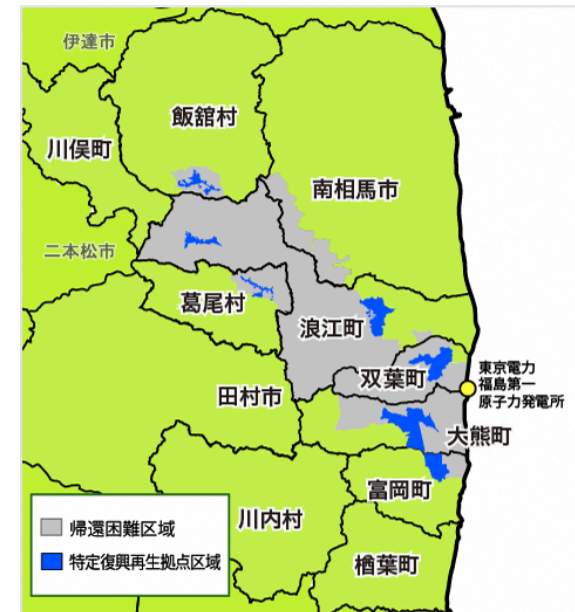 伊達市
飯舘村
川俣町
南相馬市
二本松市
葛尾村
浪江町
双葉町
東京電力
福島第一
原子力発電所
田村市
大熊町
富岡町
川内村
楢葉町
帰還困難区域
特定復興再生拠点区域